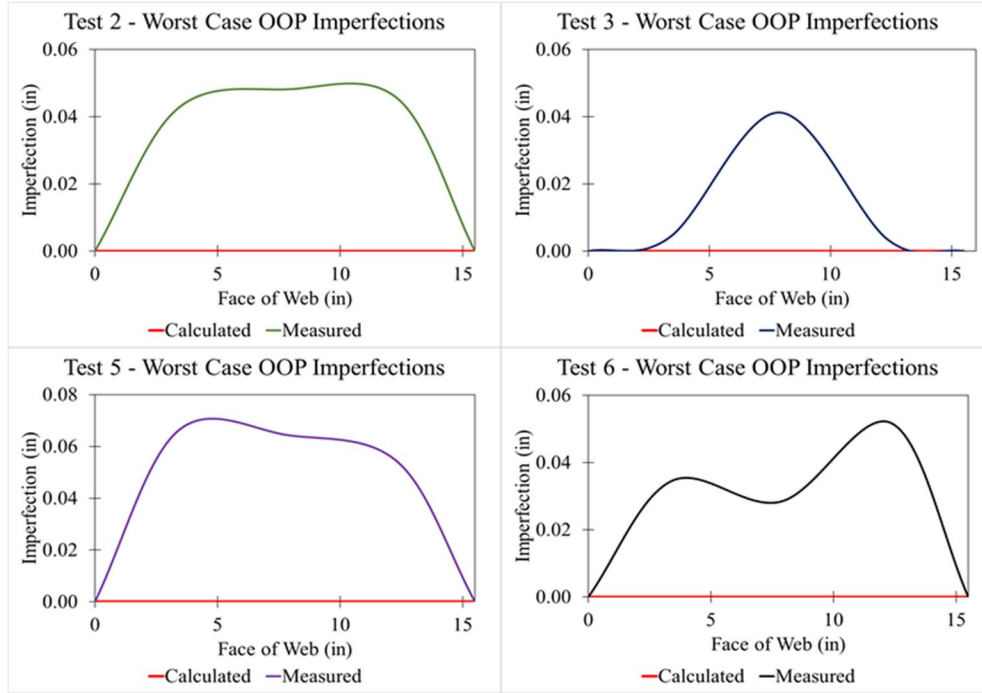 Test 2 - Worst Case OOP Imperfections
0.06
0.04
0.02
0.00
Imperfection (in)
0 5 10 15
Face of Web (in)
Calculated Measured
Test 3 - Worst Case OOP Imperfections
0.06
0.04
0.02
0.00
Imperfection (in)
0 5 10 15
Face of Web (in)
Calculated Measured
Test 5 - Worst Case OOP Imperfections
0.08
0.06
0.04
0.02
0.00
Imperfection (in)
0 5 10 15
Face of Web (in)
Calculated Measured
Test 6 - Worst Case OOP Imperfections
0.06
0.04
0.02
0.00
Imperfection (in)
0 5 10 15
Face of Web (in)
Calculated Measured